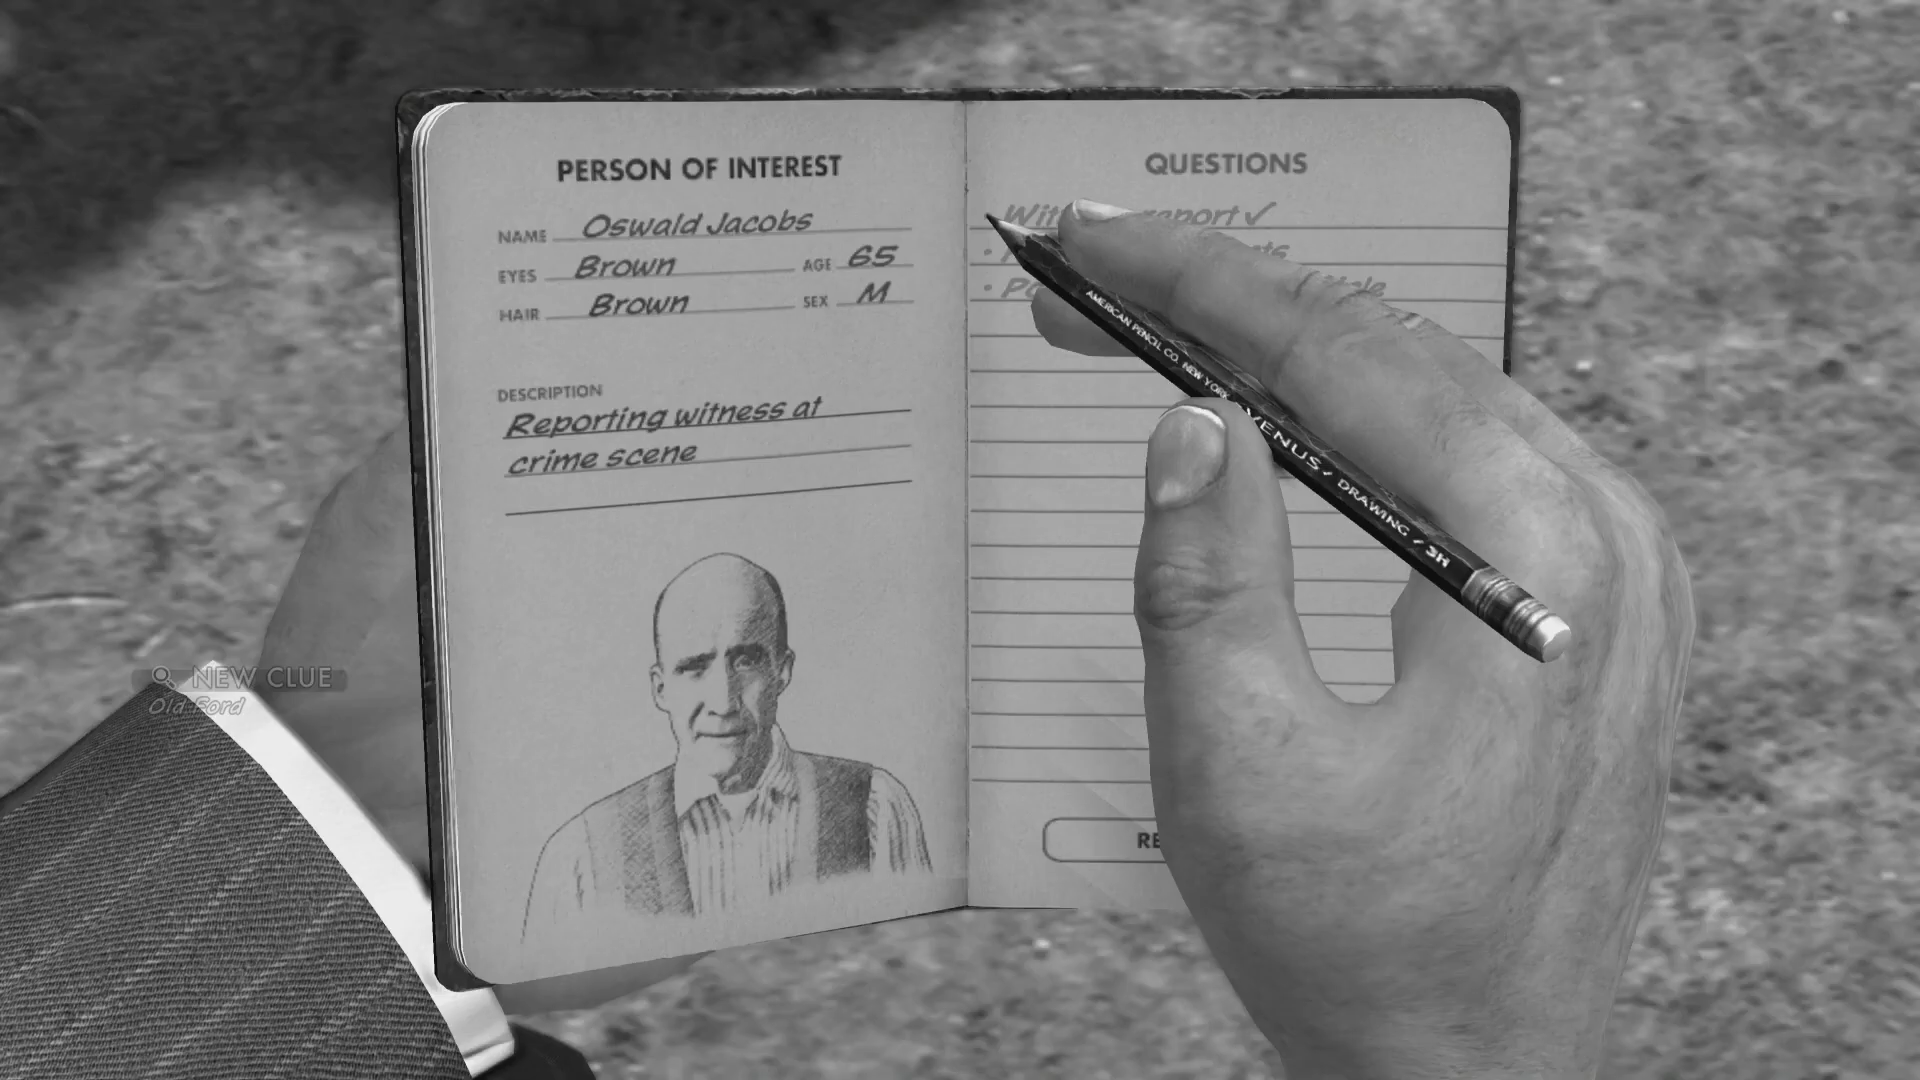 PERSON OF INTEREST
NAME Oswald Jacobs
EYES Brown AGE 65
HAIR Brown SEX M
DESCRIPTION
Reporting witness at
crime scene
QUESTIONS
report ✓
AMERICAN PENCIL CO. NEW YORK VENUS / DRAWING / 3H
NEW CLUE
Old Ford